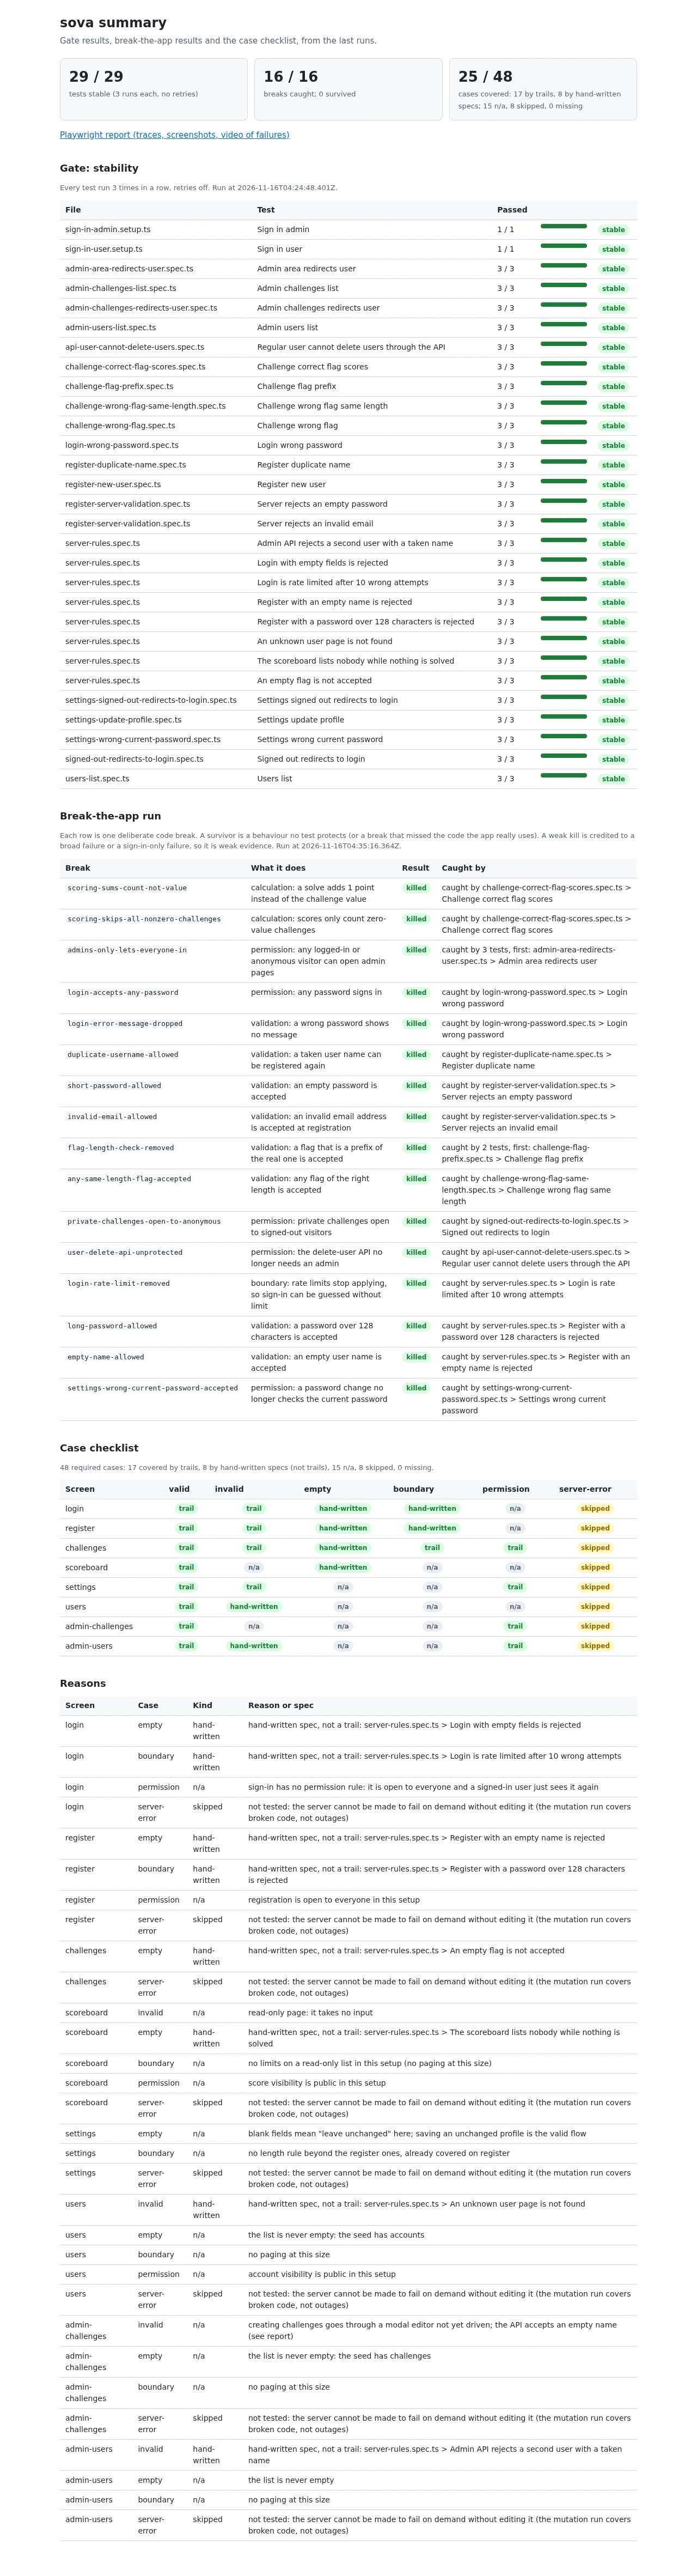 sova summary
Gate results, break-the-app results and the case checklist, from the last runs.
29 / 29
tests stable (3 runs each, no retries)
16 / 16
breaks caught; 0 survived
25 / 48
cases covered: 17 by trails, 8 by hand-written
specs; 15 n/a, 8 skipped, 0 missing
Playwright report (traces, screenshots, video of failures)
Gate: stability
Every test run 3 times in a row, retries off. Run at 2026-11-16T04:24:48.401Z.
File Test Passed
sign-in-admin.setup.ts Sign in admin 1 / 1 stable
sign-in-user.setup.ts Sign in user 1 / 1 stable
admin-area-redirects-user.spec.ts Admin area redirects user 3 / 3 stable
admin-challenges-list.spec.ts Admin challenges list 3 / 3 stable
admin-challenges-redirects-user.spec.ts Admin challenges redirects user 3 / 3 stable
admin-users-list.spec.ts Admin users list 3 / 3 stable
api-user-cannot-delete-users.spec.ts Regular user cannot delete users through the API 3 / 3 stable
challenge-correct-flag-scores.spec.ts Challenge correct flag scores 3 / 3 stable
challenge-flag-prefix.spec.ts Challenge flag prefix 3 / 3 stable
challenge-wrong-flag-same-length.spec.ts Challenge wrong flag same length 3 / 3 stable
challenge-wrong-flag.spec.ts Challenge wrong flag 3 / 3 stable
login-wrong-password.spec.ts Login wrong password 3 / 3 stable
register-duplicate-name.spec.ts Register duplicate name 3 / 3 stable
register-new-user.spec.ts Register new user 3 / 3 stable
register-server-validation.spec.ts Server rejects an empty password 3 / 3 stable
register-server-validation.spec.ts Server rejects an invalid email 3 / 3 stable
server-rules.spec.ts Admin API rejects a second user with a taken name 3 / 3 stable
server-rules.spec.ts Login with empty fields is rejected 3 / 3 stable
server-rules.spec.ts Login is rate limited after 10 wrong attempts 3 / 3 stable
server-rules.spec.ts Register with an empty name is rejected 3 / 3 stable
server-rules.spec.ts Register with a password over 128 characters is rejected 3 / 3 stable
server-rules.spec.ts An unknown user page is not found 3 / 3 stable
server-rules.spec.ts The scoreboard lists nobody while nothing is solved 3 / 3 stable
server-rules.spec.ts An empty flag is not accepted 3 / 3 stable
settings-signed-out-redirects-to-login.spec.ts Settings signed out redirects to login 3 / 3 stable
settings-update-profile.spec.ts Settings update profile 3 / 3 stable
settings-wrong-current-password.spec.ts Settings wrong current password 3 / 3 stable
signed-out-redirects-to-login.spec.ts Signed out redirects to login 3 / 3 stable
users-list.spec.ts Users list 3 / 3 stable
Break-the-app run
Each row is one deliberate code break. A survivor is a behaviour no test protects (or a break that missed the code the app really uses). A weak kill is credited to a
broad failure or a sign-in-only failure, so it is weak evidence. Run at 2026-11-16T04:35:16.364Z.
Break What it does Result Caught by
scoring-sums-count-not-value calculation: a solve adds 1 point killed caught by challenge-correct-flag-scores.spec.ts >
instead of the challenge value Challenge correct flag scores
scoring-skips-all-nonzero-challenges calculation: scores only count zero- killed caught by challenge-correct-flag-scores.spec.ts >
value challenges Challenge correct flag scores
admins-only-lets-everyone-in permission: any logged-in or killed caught by 3 tests, first: admin-area-redirects-
anonymous visitor can open admin user.spec.ts > Admin area redirects user
pages
login-accepts-any-password permission: any password signs in killed caught by login-wrong-password.spec.ts > Login
wrong password
login-error-message-dropped validation: a wrong password shows killed caught by login-wrong-password.spec.ts > Login
no message wrong password
duplicate-username-allowed validation: a taken user name can killed caught by register-duplicate-name.spec.ts >
be registered again Register duplicate name
short-password-allowed validation: an empty password is killed caught by register-server-validation.spec.ts >
accepted Server rejects an empty password
invalid-email-allowed validation: an invalid email address killed caught by register-server-validation.spec.ts >
is accepted at registration Server rejects an invalid email
flag-length-check-removed validation: a flag that is a prefix of killed caught by 2 tests, first: challenge-flag-
the real one is accepted prefix.spec.ts > Challenge flag prefix
any-same-length-flag-accepted validation: any flag of the right killed caught by challenge-wrong-flag-same-
length is accepted length.spec.ts > Challenge wrong flag same
length
private-challenges-open-to-anonymous permission: private challenges open killed caught by signed-out-redirects-to-login.spec.ts >
to signed-out visitors Signed out redirects to login
user-delete-api-unprotected permission: the delete-user API no killed caught by api-user-cannot-delete-users.spec.ts >
longer needs an admin Regular user cannot delete users through the API
login-rate-limit-removed boundary: rate limits stop applying, killed caught by server-rules.spec.ts > Login is rate
so sign-in can be guessed without limited after 10 wrong attempts
limit
long-password-allowed validation: a password over 128 killed caught by server-rules.spec.ts > Register with a
characters is accepted password over 128 characters is rejected
empty-name-allowed validation: an empty user name is killed caught by server-rules.spec.ts > Register with an
accepted empty name is rejected
settings-wrong-current-password-accepted permission: a password change no killed caught by settings-wrong-current-
longer checks the current password password.spec.ts > Settings wrong current
password
Case checklist
48 required cases: 17 covered by trails, 8 by hand-written specs (not trails), 15 n/a, 8 skipped, 0 missing.
Screen valid invalid empty boundary permission server-error
login trail trail hand-written hand-written n/a skipped
register trail trail hand-written hand-written n/a skipped
challenges trail trail hand-written trail trail skipped
scoreboard trail n/a hand-written n/a n/a skipped
settings trail trail n/a n/a trail skipped
users trail hand-written n/a n/a n/a skipped
admin-challenges trail n/a n/a n/a trail skipped
admin-users trail hand-written n/a n/a trail skipped
Reasons
Screen Case Kind Reason or spec
login empty hand- hand-written spec, not a trail: server-rules.spec.ts > Login with empty fields is rejected
written
login boundary hand- hand-written spec, not a trail: server-rules.spec.ts > Login is rate limited after 10 wrong attempts
written
login permission n/a sign-in has no permission rule: it is open to everyone and a signed-in user just sees it again
login server- skipped not tested: the server cannot be made to fail on demand without editing it (the mutation run covers
error broken code, not outages)
register empty hand- hand-written spec, not a trail: server-rules.spec.ts > Register with an empty name is rejected
written
register boundary hand- hand-written spec, not a trail: server-rules.spec.ts > Register with a password over 128 characters
written is rejected
register permission n/a registration is open to everyone in this setup
register server- skipped not tested: the server cannot be made to fail on demand without editing it (the mutation run covers
error broken code, not outages)
challenges empty hand- hand-written spec, not a trail: server-rules.spec.ts > An empty flag is not accepted
written
challenges server- skipped not tested: the server cannot be made to fail on demand without editing it (the mutation run covers
error broken code, not outages)
scoreboard invalid n/a read-only page: it takes no input
scoreboard empty hand- hand-written spec, not a trail: server-rules.spec.ts > The scoreboard lists nobody while nothing is
written solved
scoreboard boundary n/a no limits on a read-only list in this setup (no paging at this size)
scoreboard permission n/a score visibility is public in this setup
scoreboard server- skipped not tested: the server cannot be made to fail on demand without editing it (the mutation run covers
error broken code, not outages)
settings empty n/a blank fields mean "leave unchanged" here; saving an unchanged profile is the valid flow
settings boundary n/a no length rule beyond the register ones, already covered on register
settings server- skipped not tested: the server cannot be made to fail on demand without editing it (the mutation run covers
error broken code, not outages)
users invalid hand- hand-written spec, not a trail: server-rules.spec.ts > An unknown user page is not found
written
users empty n/a the list is never empty: the seed has accounts
users boundary n/a no paging at this size
users permission n/a account visibility is public in this setup
users server- skipped not tested: the server cannot be made to fail on demand without editing it (the mutation run covers
error broken code, not outages)
admin- invalid n/a creating challenges goes through a modal editor not yet driven; the API accepts an empty name
challenges (see report)
admin- empty n/a the list is never empty: the seed has challenges
challenges
admin- boundary n/a no paging at this size
challenges
admin- server- skipped not tested: the server cannot be made to fail on demand without editing it (the mutation run covers
challenges error broken code, not outages)
admin-users invalid hand- hand-written spec, not a trail: server-rules.spec.ts > Admin API rejects a second user with a taken
written name
admin-users empty n/a the list is never empty
admin-users boundary n/a no paging at this size
admin-users server- skipped not tested: the server cannot be made to fail on demand without editing it (the mutation run covers
error broken code, not outages)